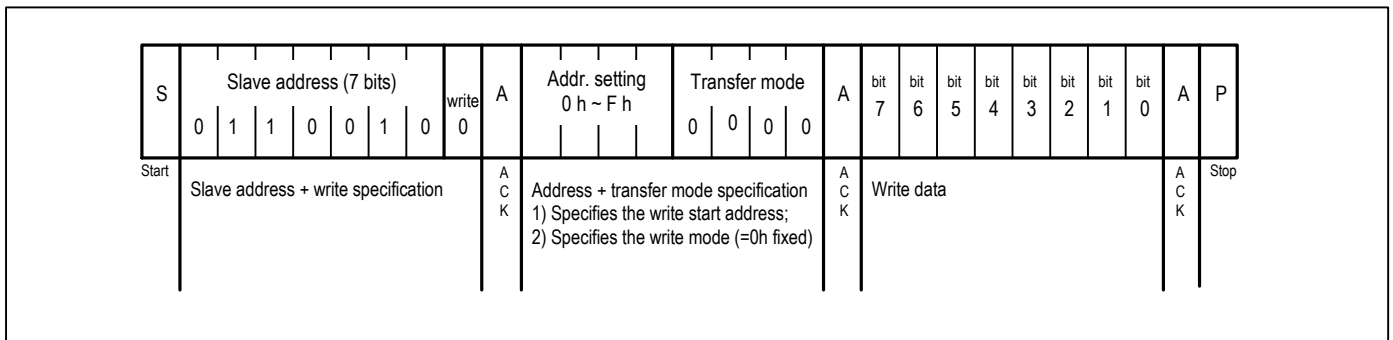 S Slave address (7 bits) write A Addr. setting Transfer mode A bit bit bit bit bit bit bit bit A P
0 h ~ F h 7 6 5 4 3 2 1 0
0 1 1 0 0 1 0 0 0 0 0 0
Start Slave address + write specification A C K Address + transfer mode specification A C K Write data A C K Stop
1) Specifies the write start address;
2) Specifies the write mode (=0h fixed)